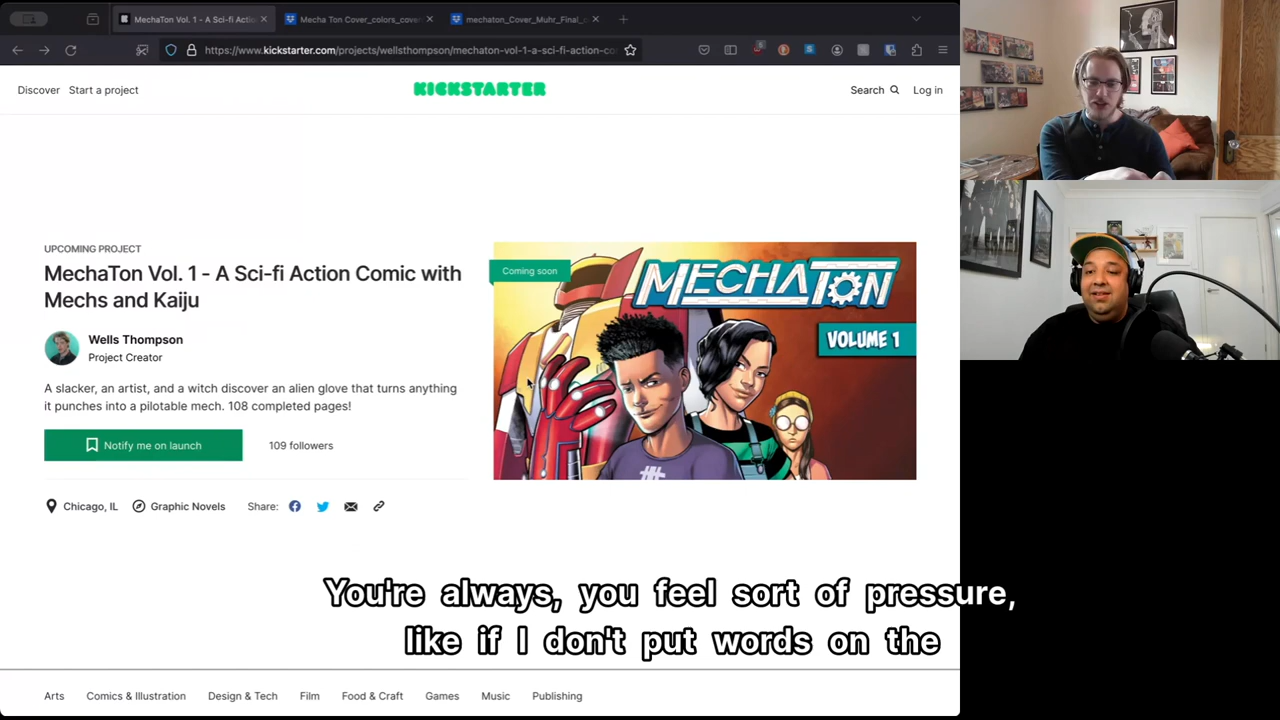 MechaTon Vol. 1 - A Sci-fi Actio
Mecha Ton Cover_colors_cover
mechaton_Cover_Muhr_Final_c
https://www.kickstarter.com/projects/wellsthompson/mechaton-vol-1-a-sci-fi-action-co
Discover Start a project
KICKSTARTER
Search Log in
UPCOMING PROJECT
MechaTon Vol. 1 - A Sci-fi Action Comic with
Mechs and Kaiju
Wells Thompson
Project Creator
A slacker, an artist, and a witch discover an alien glove that turns anything
it punches into a pilotable mech. 108 completed pages!
Notify me on launch
109 followers
Coming soon
MECHATON
VOLUME 1
Chicago, IL
Graphic Novels
Share:
You're always, you feel sort of pressure,
like if I don't put words on the
Arts Comics & Illustration Design & Tech Film Food & Craft Games Music Publishing